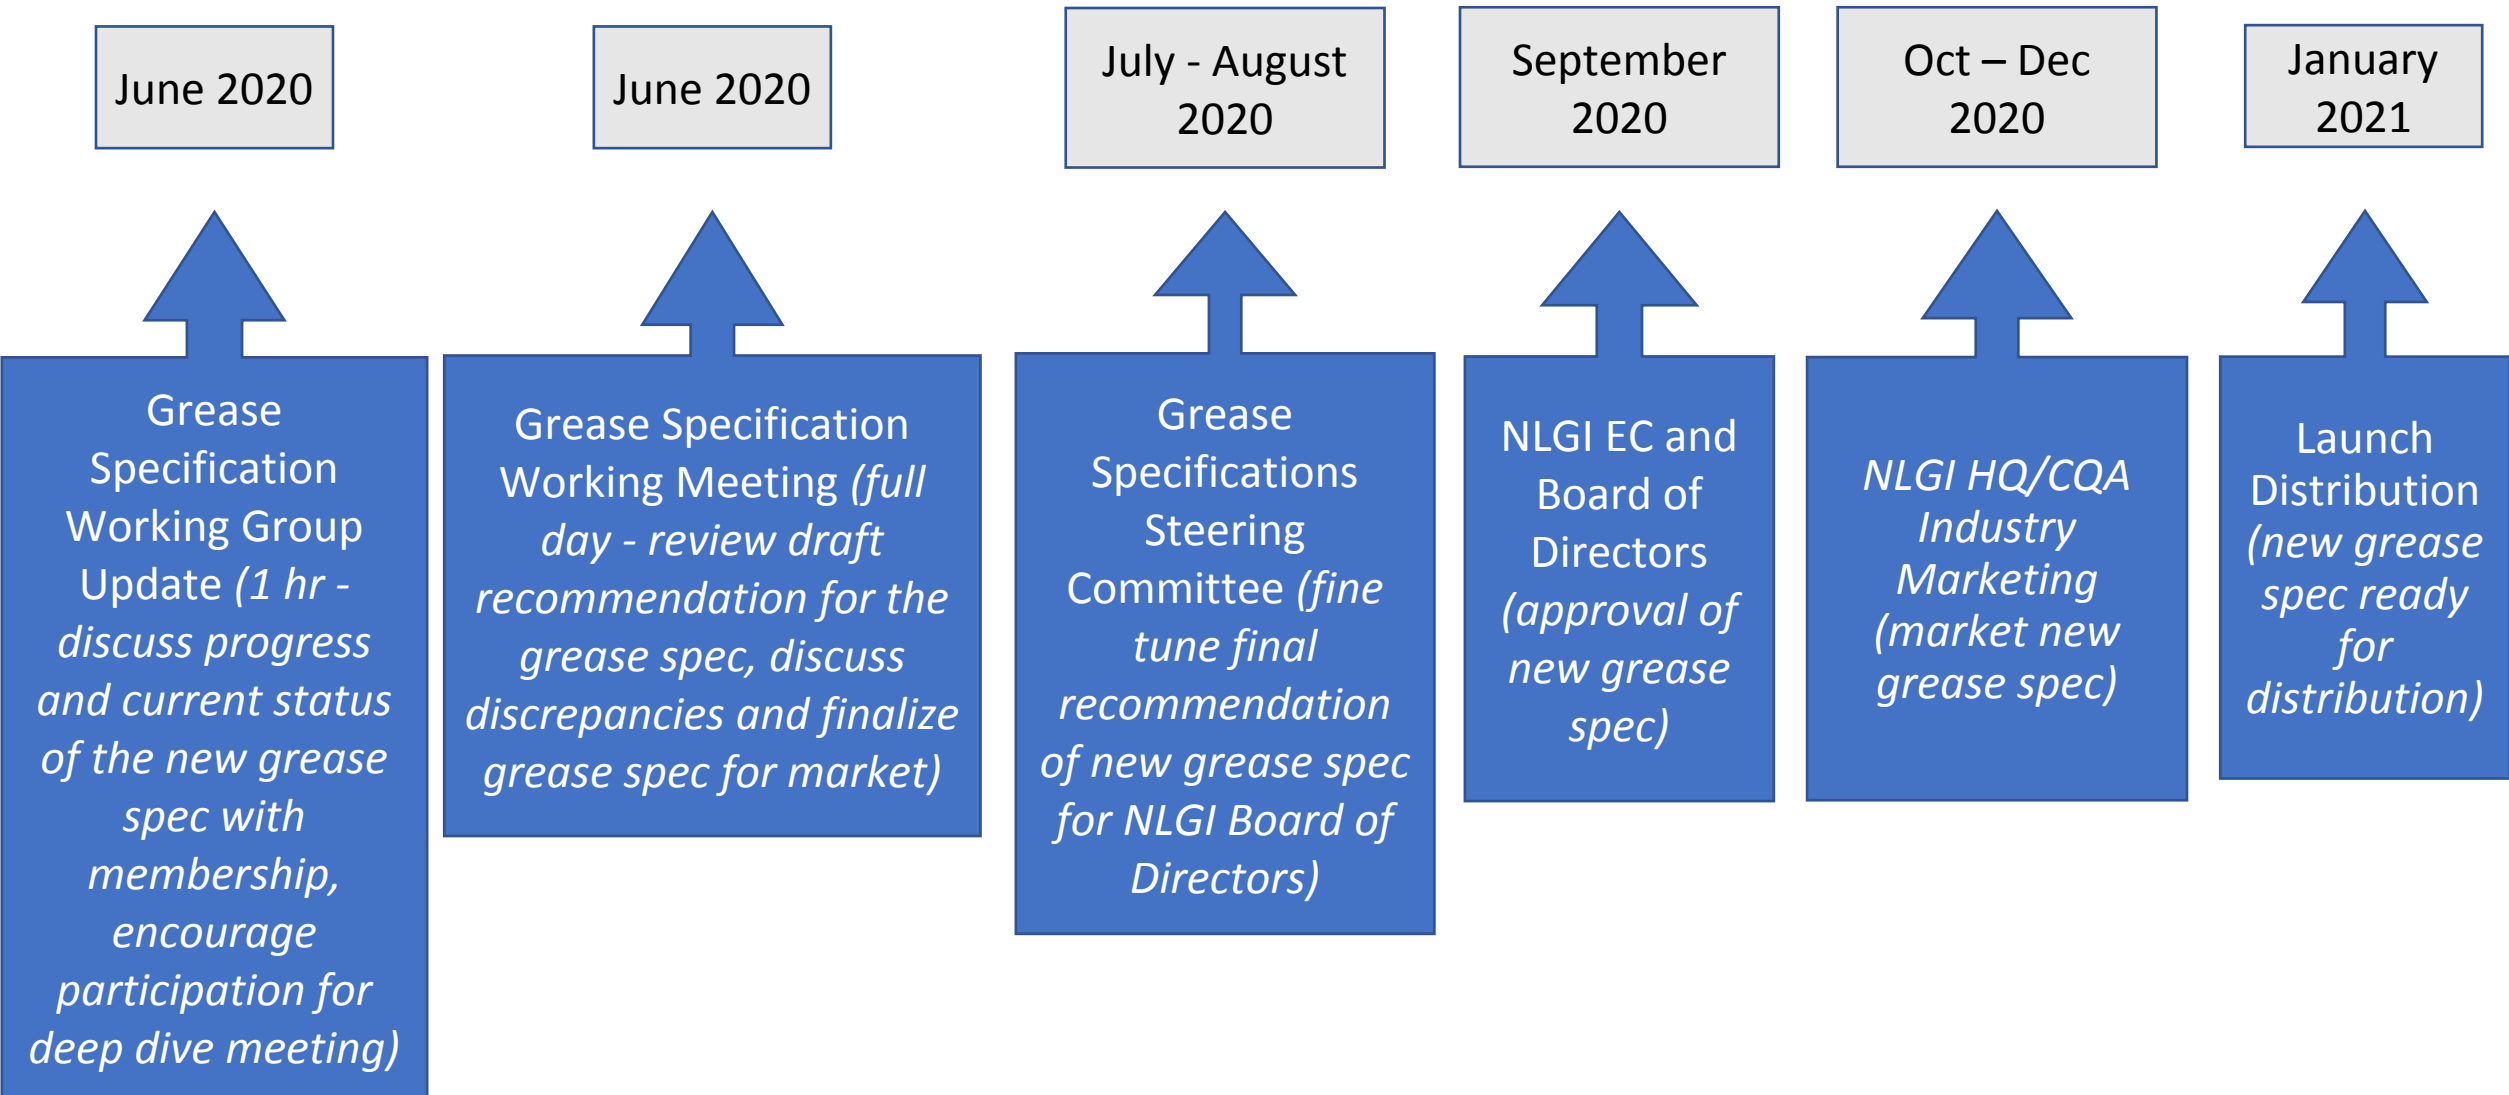 June 2020
Grease
Specification
Working Group
Update (1 hr -
discuss progress
and current status
of the new grease
spec with
membership,
encourage
participation for
deep dive meeting)
June 2020
Grease Specification
Working Meeting (full
day - review draft
recommendation for the
grease spec, discuss
discrepancies and finalize
grease spec for market)
July - August
2020
Grease
Specifications
Steering
Committee (fine
tune final
recommendation
of new grease spec
for NLGI Board of
Directors)
September
2020
NLGI EC and
Board of
Directors
(approval of
new grease
spec)
Oct – Dec
2020
NLGI HQ/CQA
Industry
Marketing
(market new
grease spec)
January
2021
Launch
Distribution
(new grease
spec ready
for
distribution)